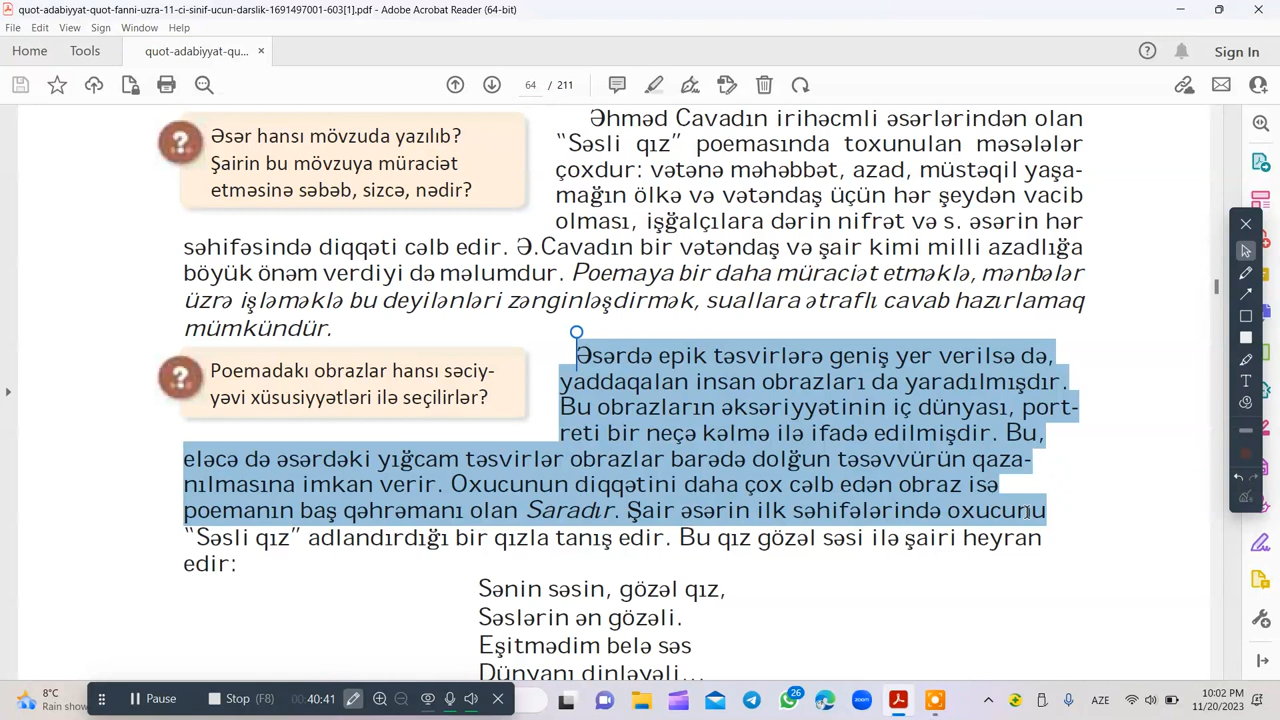 quot-adabiyyat-quot-fanni-uzra-11-ci-sinif-ucun-darslik-1691497001-603[1].pdf - Adobe Acrobat Reader (64-bit)
File Edit View Sign Window Help
Home Tools quot-adabiyyat-qu... × Sign In
64 / 211
Əsər hansı mövzuda yazılıb?
Şairin bu mövzuya müraciət
etməsinə səbəb, sizcə, nədir?
Əhməd Cavadın irihəcmli əsərlərindən olan
“Səsli qız” poemasında toxunulan məsələlər
çoxdur: vətənə məhəbbət, azad, müstəqil yaşa-
mağın ölkə və vətəndaş üçün hər şeydən vacib
olması, işğalçılara dərin nifrət və s. əsərin hər
səhifəsində diqqəti cəlb edir. Ə.Cavadın bir vətəndaş və şair kimi milli azadlığa
böyük önəm verdiyi də məlumdur. Poemaya bir daha müraciət etməklə, mənbələr
üzrə işləməklə bu deyilənləri zənginləşdirmək, suallara ətraflı cavab hazırlamaq
mümkündür.
Poemadakı obrazlar hansı səciy-
yəvi xüsusiyyətləri ilə seçilirlər?
Əsərdə epik təsvirlərə geniş yer verilsə də,
yaddaqalan insan obrazları da yaradılmışdır.
Bu obrazların əksəriyyətinin iç dünyası, port-
reti bir neçə kəlmə ilə ifadə edilmişdir. Bu,
eləcə də əsərdəki yığcam təsvirlər obrazlar barədə dolğun təsəvvürün qaza-
nılmasına imkan verir. Oxucunun diqqətini daha çox cəlb edən obraz isə
poemanın baş qəhrəmanı olan Saradır. Şair əsərin ilk səhifələrində oxucunu
“Səsli qız” adlandırdığı bir qızla tanış edir. Bu qız gözəl səsi ilə şairi heyran
edir:
Sənin səsin, gözəl qız,
Səslərin ən gözəli.
Eşitmədim belə səs
Dünyanı dinləyəli...
8°C
Rain show
Pause Stop (F8) 00:40:41
26
zoom
AZE
10:02 PM
11/20/2023